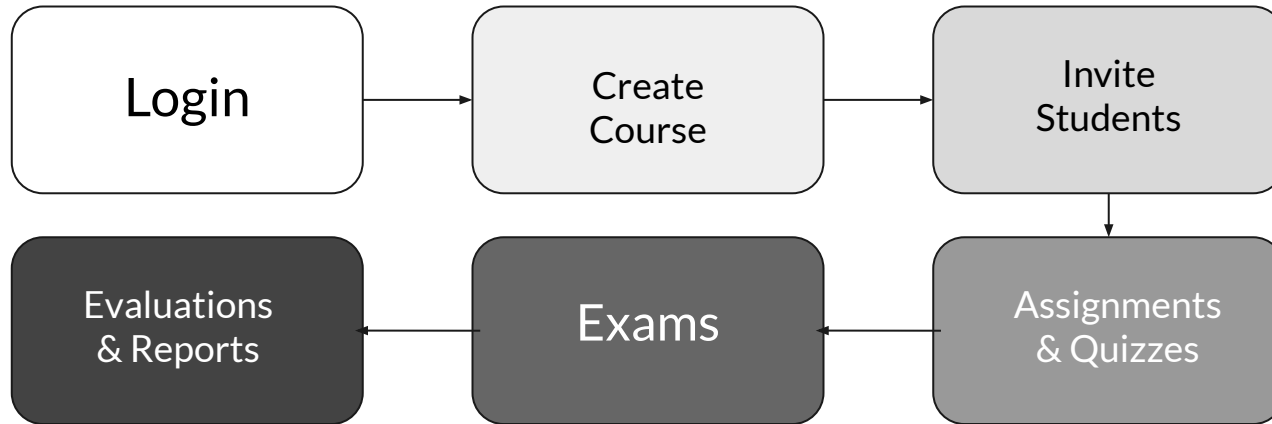 Login
Create
Course
Invite
Students
Evaluations
& Reports
Exams
Assignments
& Quizzes